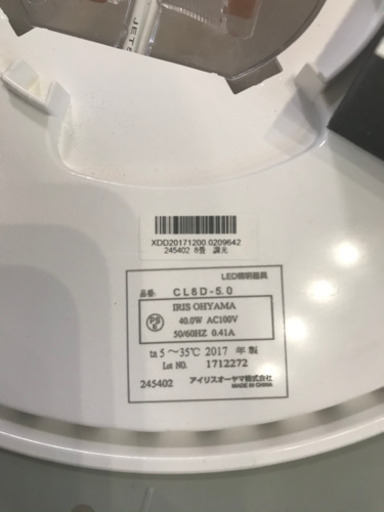 JET
XDD20171200.0209642
245402 8畳 調光
LED照明器具
品番: CL8D-5.0
IRIS OHYAMA
40.0W AC100V
50/60HZ 0.41A
ta 5 ～35℃ 2017 年製
Lot NO. 1712272
245402 アイリスオーヤマ株式会社
MADE IN CHINA